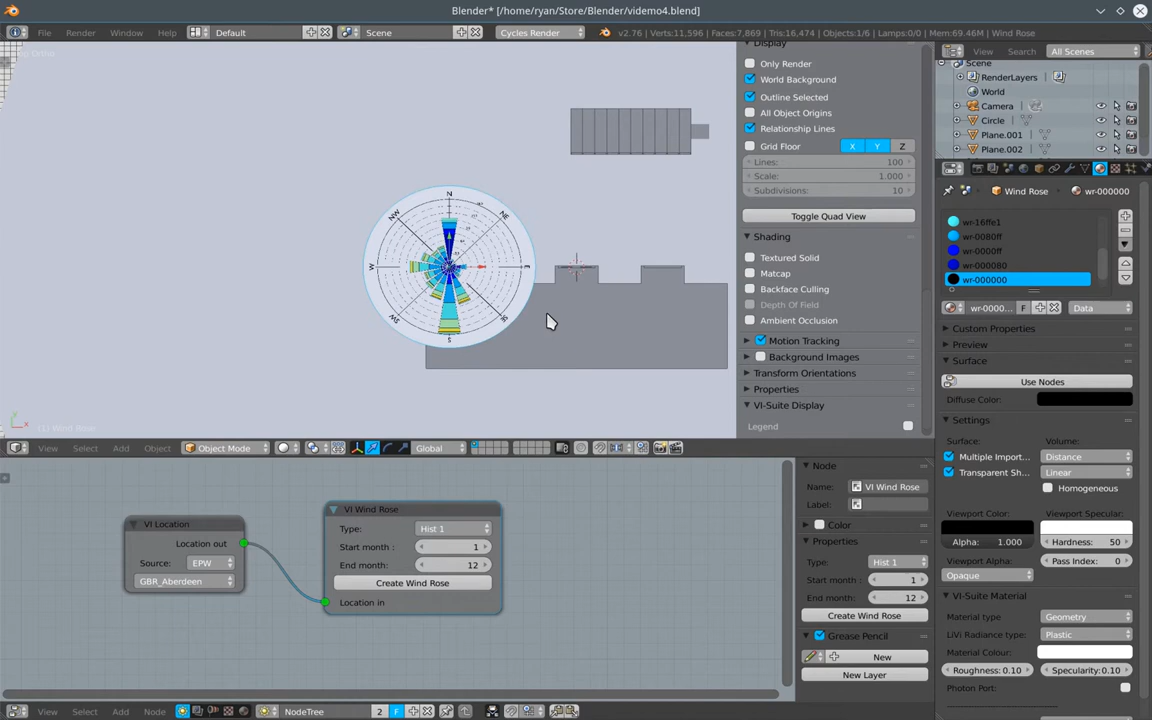 Blender* [/home/ryan/Store/Blender/videmo4.blend]
File Render Window Help Default Scene Cycles Render v2.76 | Verts:11,596 | Faces:7,869 | Tris:16,474 | Objects:1/6 | Lamps:0/0 | Mem:69.46M | Wind Rose
Ortho
N
NE
E
SE
S
SW
W
NW
(1) Wind Rose
View Select Add Object Object Mode Global
Display
Only Render
World Background
Outline Selected
All Object Origins
Relationship Lines
Grid Floor X Y Z
Lines: 100
Scale: 1.000
Subdivisions: 10
Toggle Quad View
Shading
Textured Solid
Matcap
Backface Culling
Depth Of Field
Ambient Occlusion
Motion Tracking
Background Images
Transform Orientations
Properties
VI-Suite Display
Legend
View Search All Scenes
Scene
RenderLayers
World
Camera
Circle
Plane.001
Plane.002
Wind Rose wr-000000
wr-16ffe1
wr-0080ff
wr-0000ff
wr-000080
wr-000000
wr-0000... F Data
Custom Properties
Preview
Surface
Use Nodes
Diffuse Color:
Settings
Surface: Volume:
Multiple Import... Distance
Transparent Sh... Linear
Homogeneous
Viewport Color: Viewport Specular:
Alpha: 1.000 Hardness: 50
Viewport Alpha: Pass Index: 0
Opaque
VI-Suite Material
Material type Geometry
LiVi Radiance type: Plastic
Material Colour:
Roughness: 0.10 Specularity: 0.10
Photon Port:
VI Location
Location out
Source: EPW
GBR_Aberdeen
VI Wind Rose
Type: Hist 1
Start month : 1
End month: 12
Create Wind Rose
Location in
Node
Name: VI Wind Rose
Label:
Color
Properties
Type: Hist 1
Start month : 1
End month: 12
Create Wind Rose
Grease Pencil
New
New Layer
View Select Add Node NodeTree 2 F